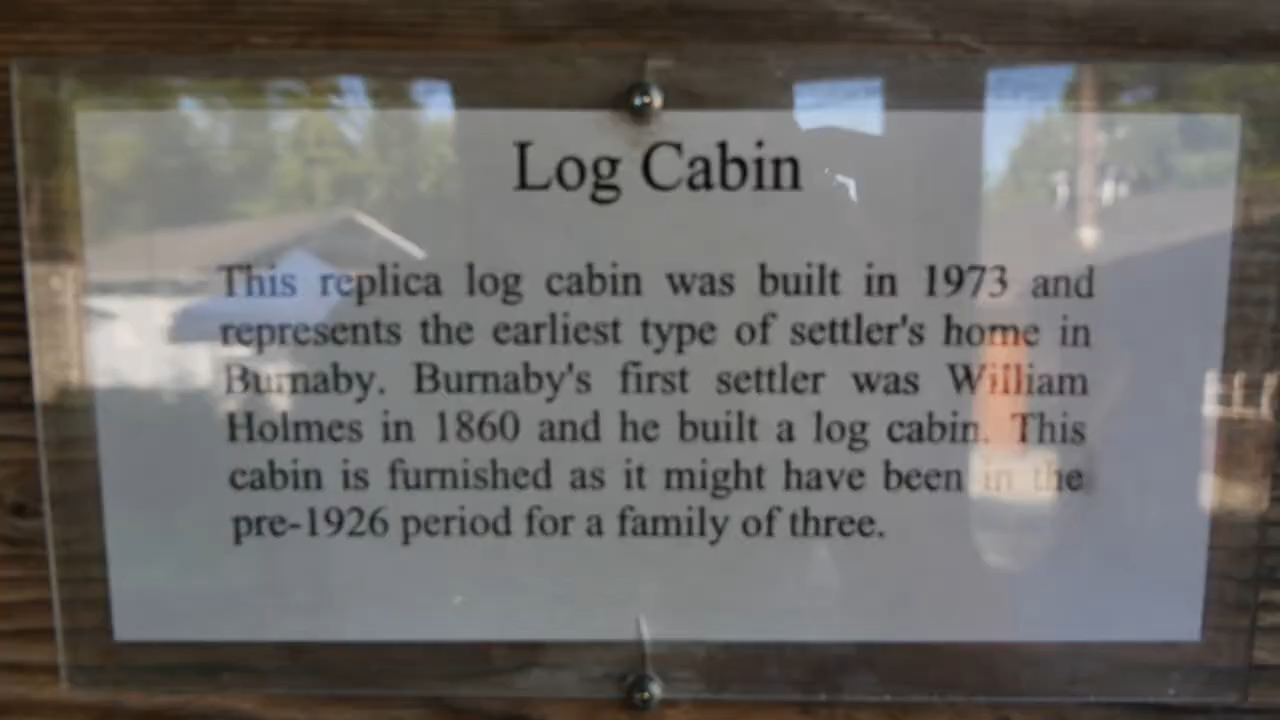 Log Cabin
This replica log cabin was built in 1973 and
represents the earliest type of settler's home in
Burnaby. Burnaby's first settler was William
Holmes in 1860 and he built a log cabin. This
cabin is furnished as it might have been in the
pre-1926 period for a family of three.